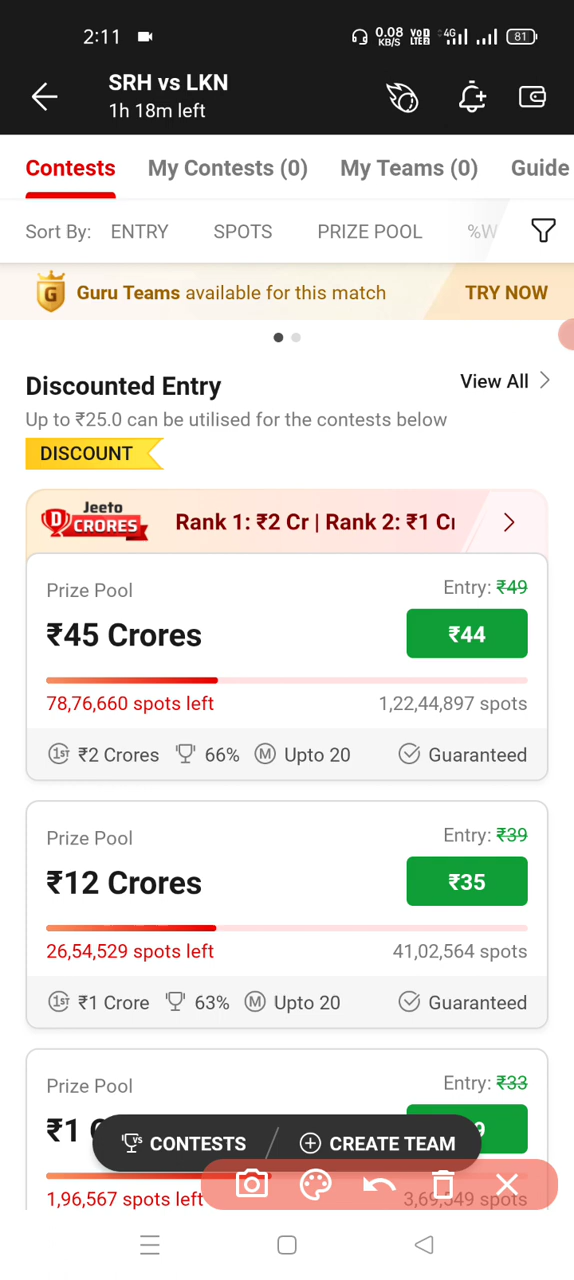 2:11 0.08 KB/S VoD LTE2 4G 81
SRH vs LKN
1h 18m left
Contests My Contests (0) My Teams (0) Guide
Sort By: ENTRY SPOTS PRIZE POOL %W
G Guru Teams available for this match TRY NOW
Discounted Entry View All
Up to ₹25.0 can be utilised for the contests below
DISCOUNT
D Jeeto CRORES Rank 1: ₹2 Cr | Rank 2: ₹1 Cr
Prize Pool Entry: ₹49
₹45 Crores ₹44
78,76,660 spots left 1,22,44,897 spots
1ST ₹2 Crores 66% M Upto 20 Guaranteed
Prize Pool Entry: ₹39
₹12 Crores ₹35
26,54,529 spots left 41,02,564 spots
1ST ₹1 Crore 63% M Upto 20 Guaranteed
Prize Pool Entry: ₹33
₹1
VS CONTESTS CREATE TEAM
1,96,567 spots left 3,69,549 spots